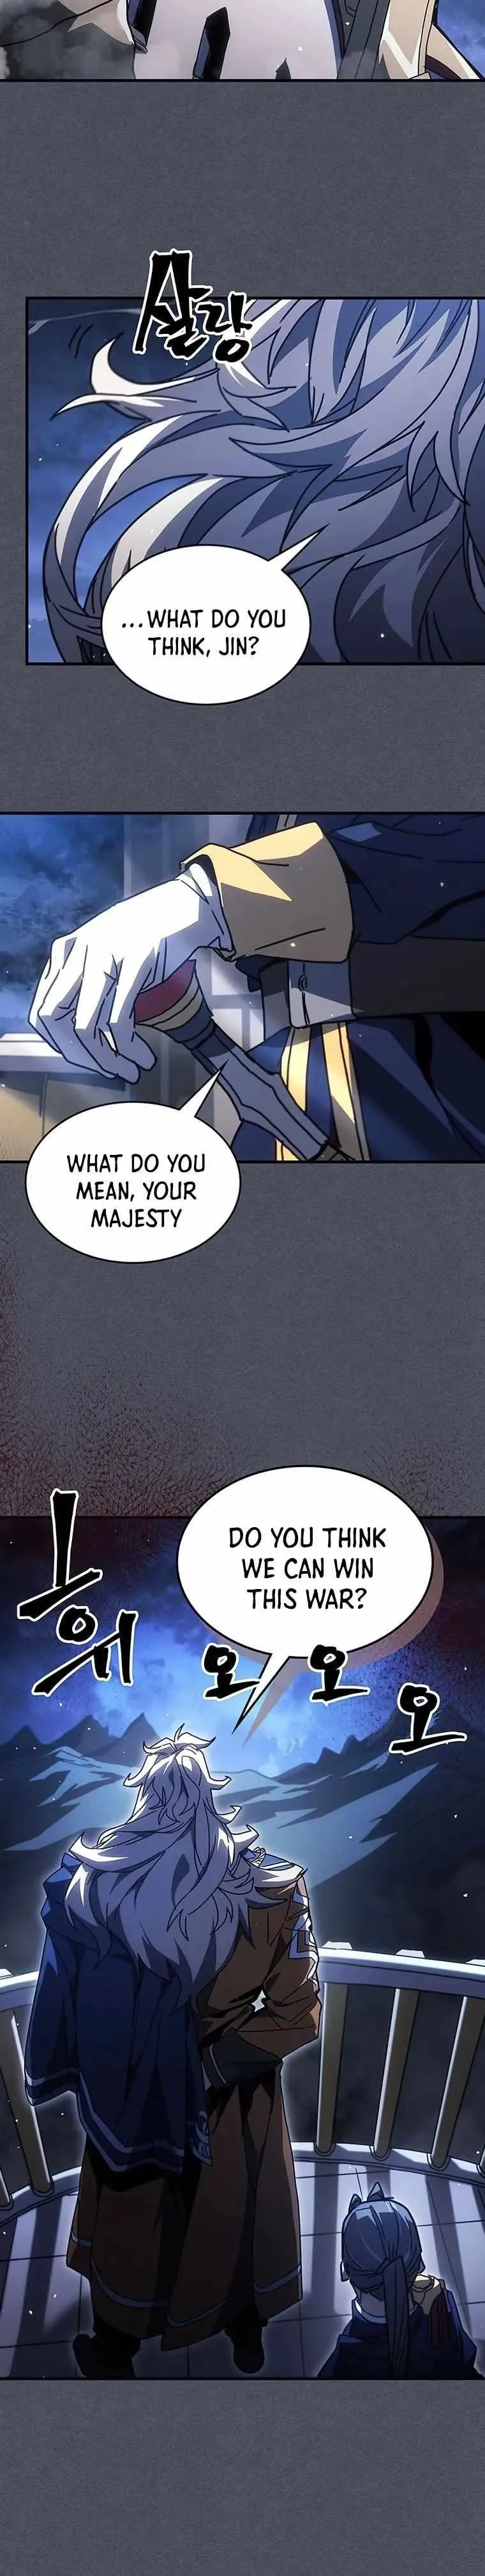 살랑
...WHAT DO YOU
THINK, JIN?
WHAT DO YOU
MEAN, YOUR
MAJESTY
DO YOU THINK
WE CAN WIN
THIS WAR?
휘
오 오 오